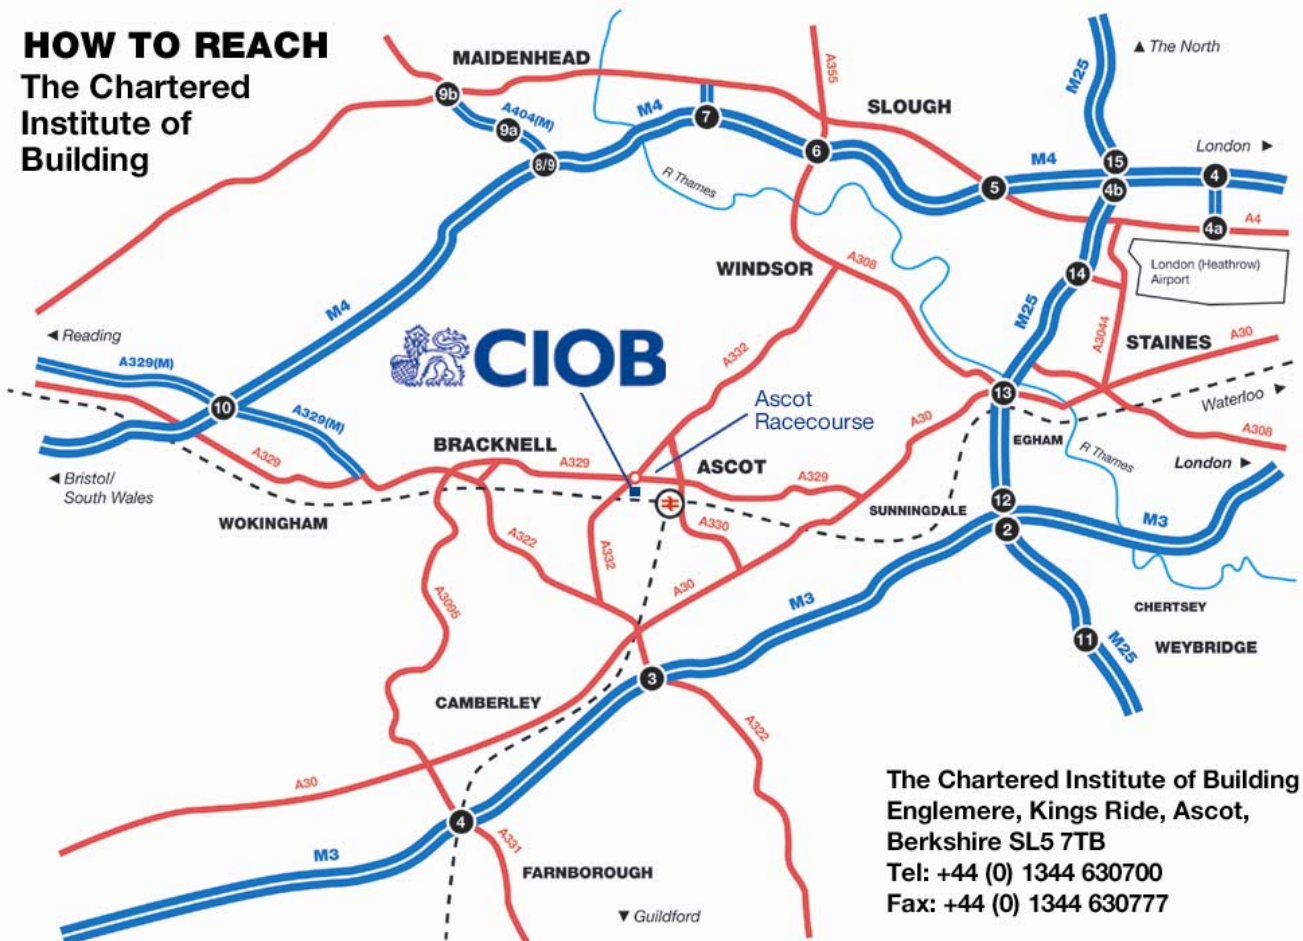 HOW TO REACH
The Chartered
Institute of
Building
MAIDENHEAD
9b
A404(M)
9a
8/9
M4
7
A355
SLOUGH
6
M25
▲ The North
London ►
15
M4
4
5
4b
A4
4a
R Thames
London (Heathrow)
Airport
WINDSOR
A308
14
M25
A3044
STAINES
A30
M4
◄ Reading
A329(M)
CIOB
A332
Ascot
Racecourse
13
Waterloo ►
10
A329(M)
A30
A308
EGHAM
R Thames
London ►
BRACKNELL
A329
A329
ASCOT
A329
◄ Bristol/
South Wales
WOKINGHAM
SUNNINGDALE
12
2
M3
A322
A332
A330
A30
A3095
M3
CHERTSEY
11
M25
WEYBRIDGE
3
CAMBERLEY
A322
A30
4
A331
M3
FARNBOROUGH
▼ Guildford
The Chartered Institute of Building
Englemere, Kings Ride, Ascot,
Berkshire SL5 7TB
Tel: +44 (0) 1344 630700
Fax: +44 (0) 1344 630777